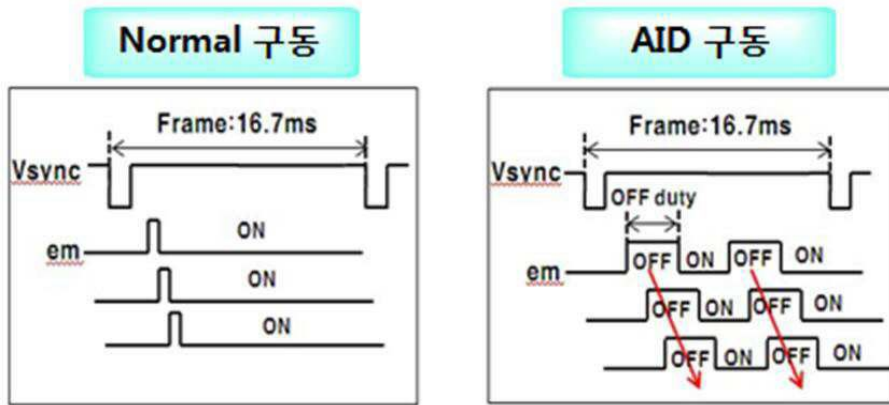 Normal 구동
Frame:16.7ms
Vsync
em
ON
ON
ON
AID 구동
Frame:16.7ms
Vsync
OFF duty
em
OFF ON OFF ON
OFF ON OFF ON
OFF ON OFF ON